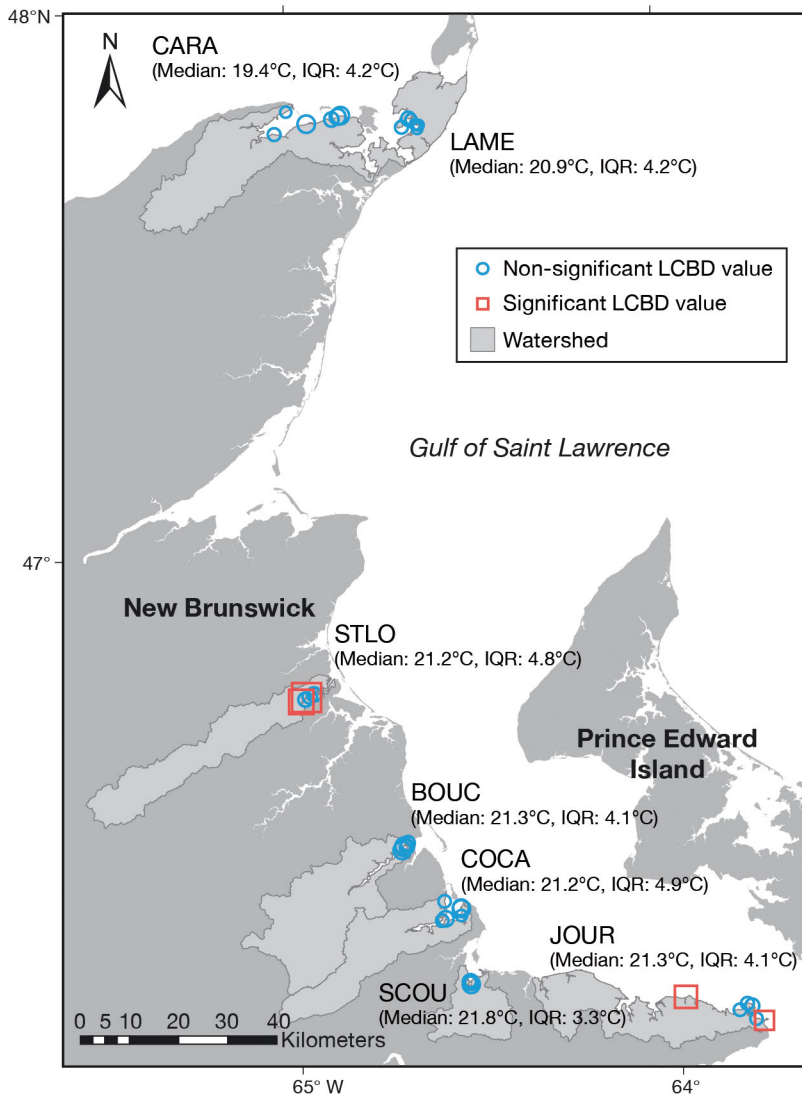 48°N
N
CARA
(Median: 19.4°C, IQR: 4.2°C)
LAME
(Median: 20.9°C, IQR: 4.2°C)
Non-significant LCBD value
Significant LCBD value
Watershed
Gulf of Saint Lawrence
47°
New Brunswick
STLO
(Median: 21.2°C, IQR: 4.8°C)
Prince Edward
Island
BOUC
(Median: 21.3°C, IQR: 4.1°C)
COCA
(Median: 21.2°C, IQR: 4.9°C)
JOUR
(Median: 21.3°C, IQR: 4.1°C)
SCOU
(Median: 21.8°C, IQR: 3.3°C)
0 5 10 20 30 40
Kilometers
65° W
64°